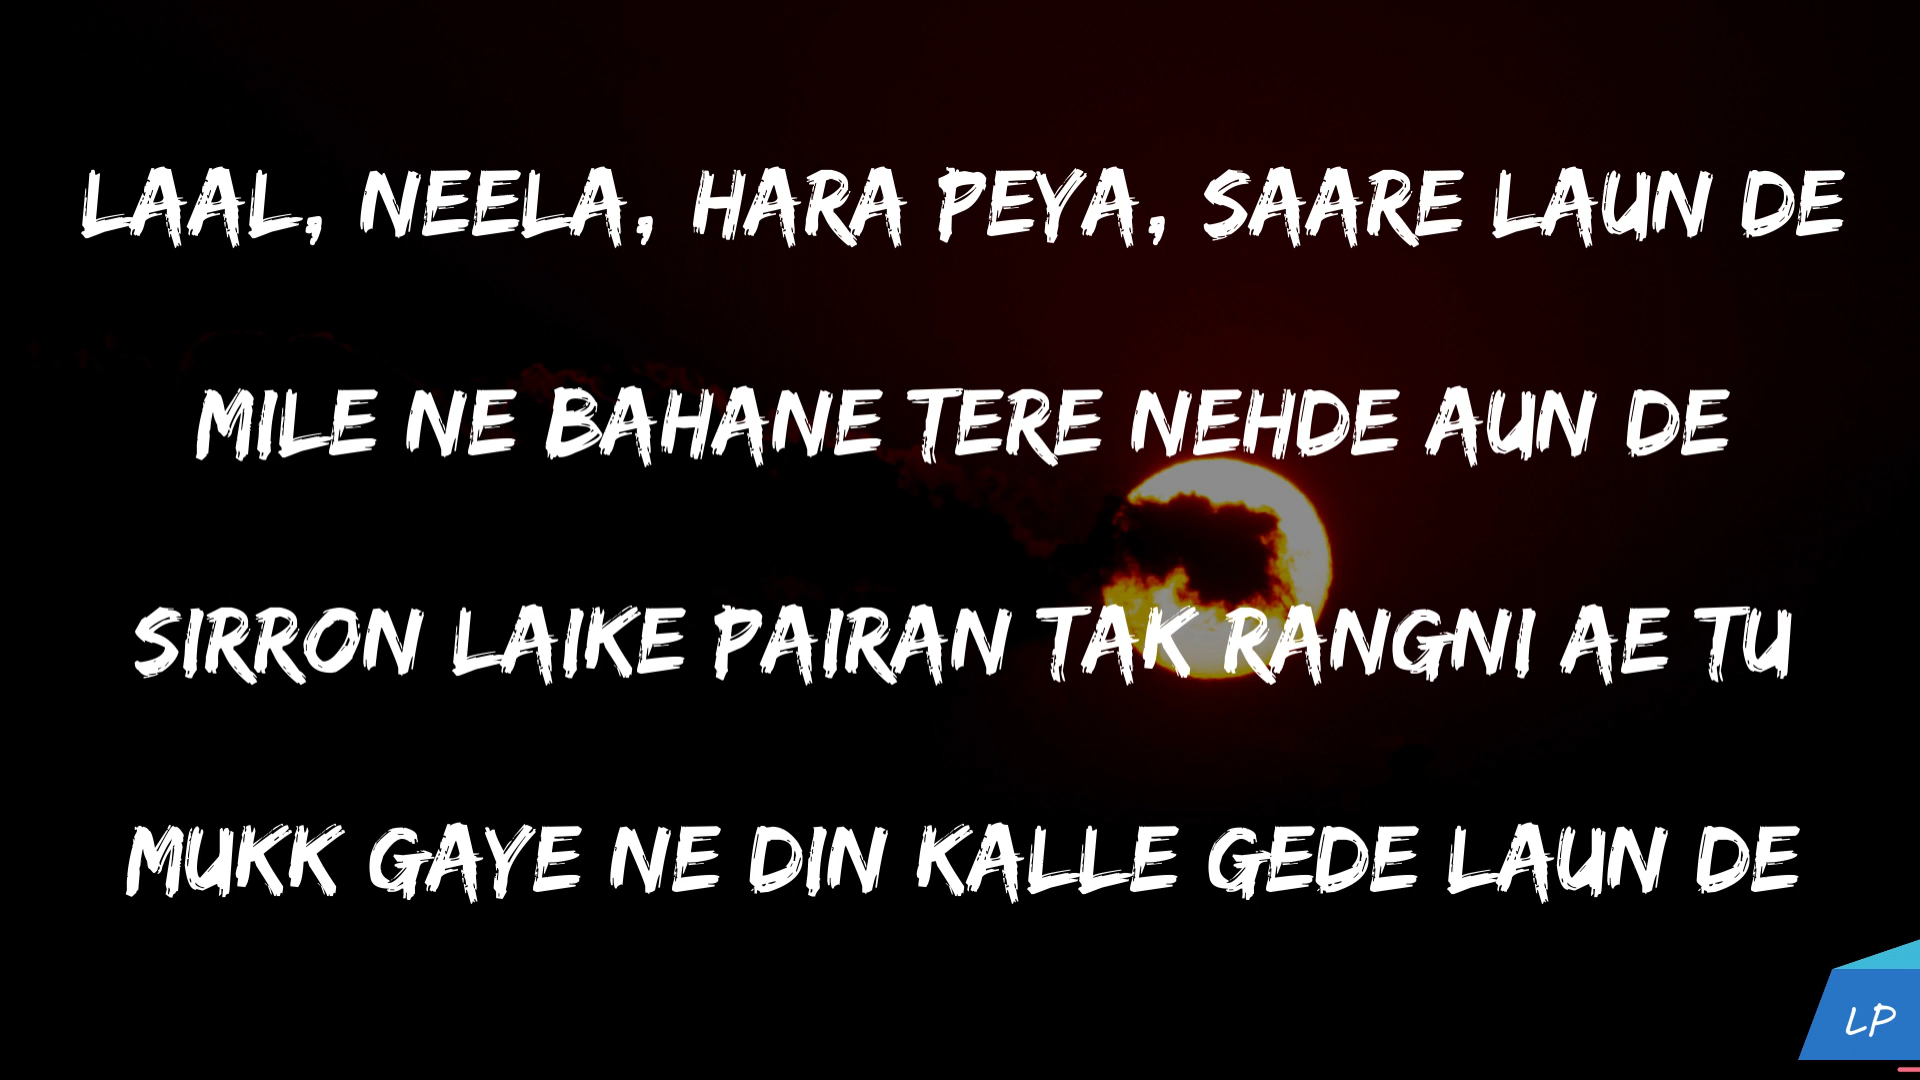 LAAL, NEELA, HARA PEYA, SAARE LAUN DE
MILE NE BAHANE TERE NEHDE AUN DE
SIRRON LAIKE PAIRAN TAK RANGNI AE TU
MUKK GAYE NE DIN KALLE GEDE LAUN DE
LP